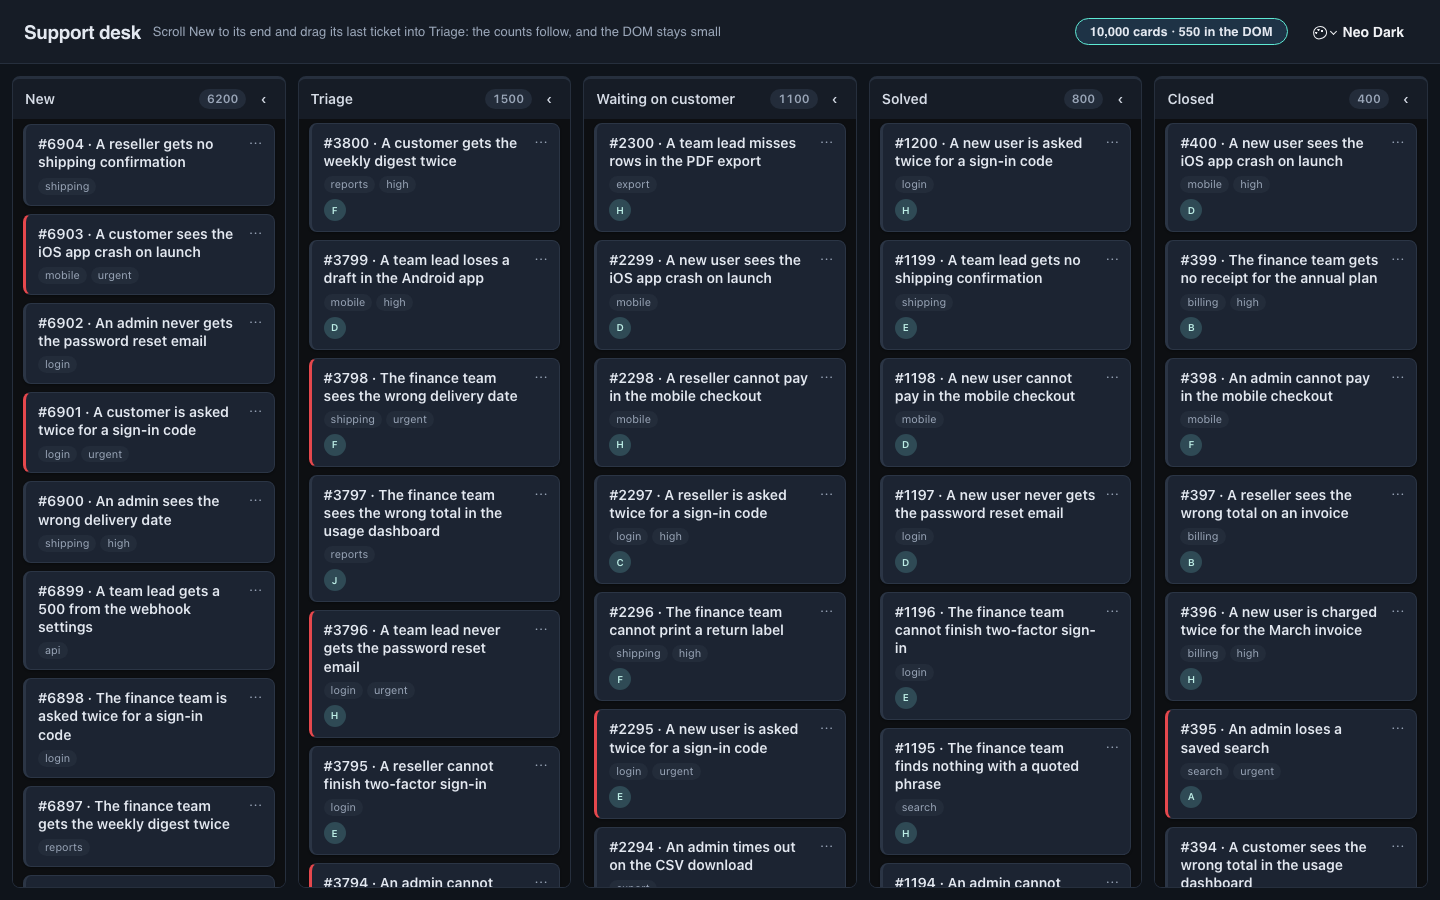 Support desk
Scroll New to its end and drag its last ticket into Triage: the counts follow, and the DOM stays small
10,000 cards · 550 in the DOM
Neo Dark
New
6200
#6904 · A reseller gets no
shipping confirmation
shipping
#6903 · A customer sees the
iOS app crash on launch
mobile urgent
#6902 · An admin never gets
the password reset email
login
#6901 · A customer is asked
twice for a sign-in code
login urgent
#6900 · An admin sees the
wrong delivery date
shipping high
#6899 · A team lead gets a
500 from the webhook
settings
api
#6898 · The finance team is
asked twice for a sign-in
code
login
#6897 · The finance team
gets the weekly digest twice
reports
Triage
1500
#3800 · A customer gets the
weekly digest twice
reports high
F
#3799 · A team lead loses a
draft in the Android app
mobile high
D
#3798 · The finance team
sees the wrong delivery date
shipping urgent
F
#3797 · The finance team
sees the wrong total in the
usage dashboard
reports
J
#3796 · A team lead never
gets the password reset
email
login urgent
H
#3795 · A reseller cannot
finish two-factor sign-in
login
E
#3794 · An admin cannot
Waiting on customer
1100
#2300 · A team lead misses
rows in the PDF export
export
H
#2299 · A new user sees the
iOS app crash on launch
mobile
D
#2298 · A reseller cannot pay
in the mobile checkout
mobile
H
#2297 · A reseller is asked
twice for a sign-in code
login high
C
#2296 · The finance team
cannot print a return label
shipping high
F
#2295 · A new user is asked
twice for a sign-in code
login urgent
E
#2294 · An admin times out
on the CSV download
Solved
800
#1200 · A new user is asked
twice for a sign-in code
login
H
#1199 · A team lead gets no
shipping confirmation
shipping
E
#1198 · A new user cannot
pay in the mobile checkout
mobile
D
#1197 · A new user never gets
the password reset email
login
D
#1196 · The finance team
cannot finish two-factor sign-
in
login
E
#1195 · The finance team
finds nothing with a quoted
phrase
search
H
#1194 · An admin cannot
Closed
400
#400 · A new user sees the
iOS app crash on launch
mobile high
D
#399 · The finance team gets
no receipt for the annual plan
billing high
B
#398 · An admin cannot pay
in the mobile checkout
mobile
F
#397 · A reseller sees the
wrong total on an invoice
billing
B
#396 · A new user is charged
twice for the March invoice
billing high
H
#395 · An admin loses a
saved search
search urgent
A
#394 · A customer sees the
wrong total in the usage
dashboard